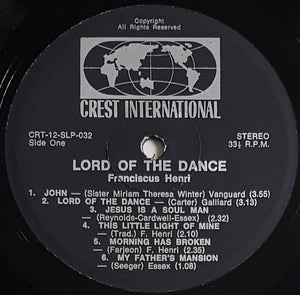 Copyright
All Rights Reserved
CREST INTERNATIONAL
CRT-12-SLP-032
Side One
STEREO
33⅓ R.P.M.
LORD OF THE DANCE
Franciscus Henri
1. JOHN — (Sister Miriam Theresa Winter) Vanguard (3.55)
2. LORD OF THE DANCE — (Carter) Galliard (3.13)
3. JESUS IS A SOUL MAN
(Reynolds-Cardwell-Essex) (2.32)
4. THIS LITTLE LIGHT OF MINE
(Trad.) F. Henri (2.10)
5. MORNING HAS BROKEN
(Farjeon) F. Henri (3.15)
6. MY FATHER'S MANSION
(Seeger) Essex (1.08)